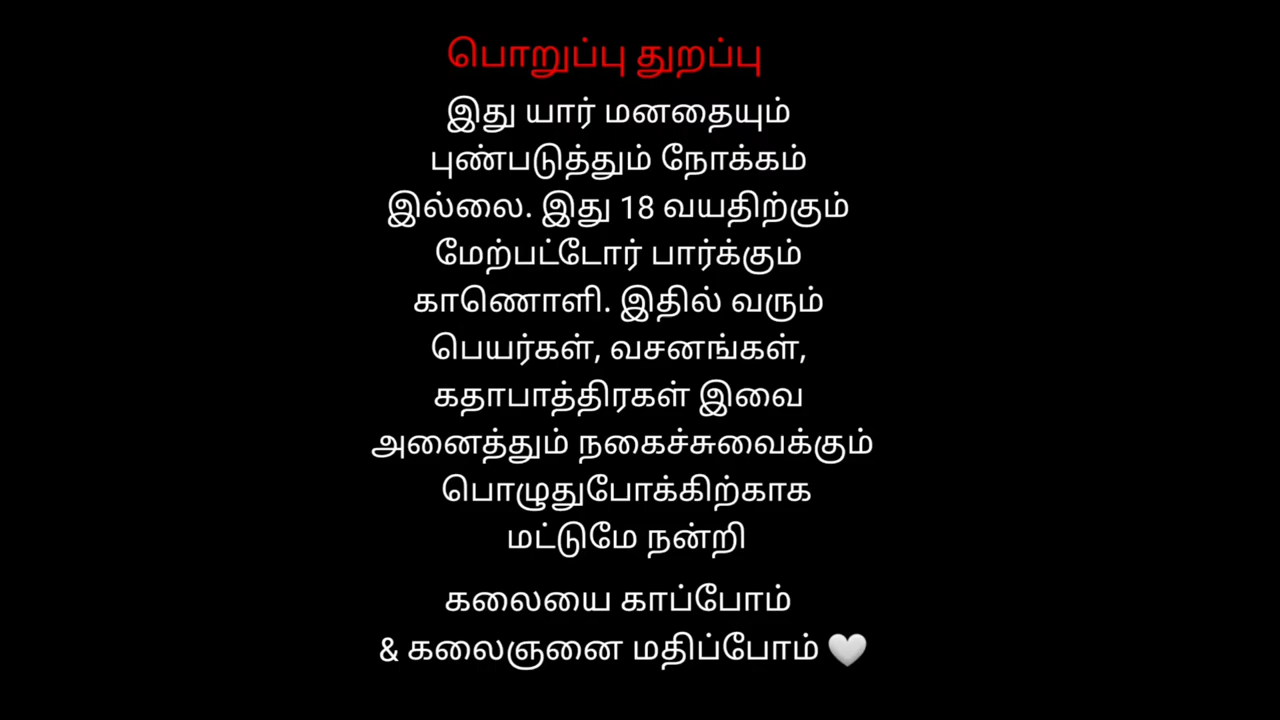 பொறுப்பு துறப்பு
இது யார் மனதையும்
புண்படுத்தும் நோக்கம்
இல்லை. இது 18 வயதிற்கும்
மேற்பட்டோர் பார்க்கும்
காணொளி. இதில் வரும்
பெயர்கள், வசனங்கள்,
கதாபாத்திரகள் இவை
அனைத்தும் நகைச்சுவைக்கும்
பொழுதுபோக்கிற்காக
மட்டுமே நன்றி
கலையை காப்போம்
& கலைஞனை மதிப்போம் 🤍